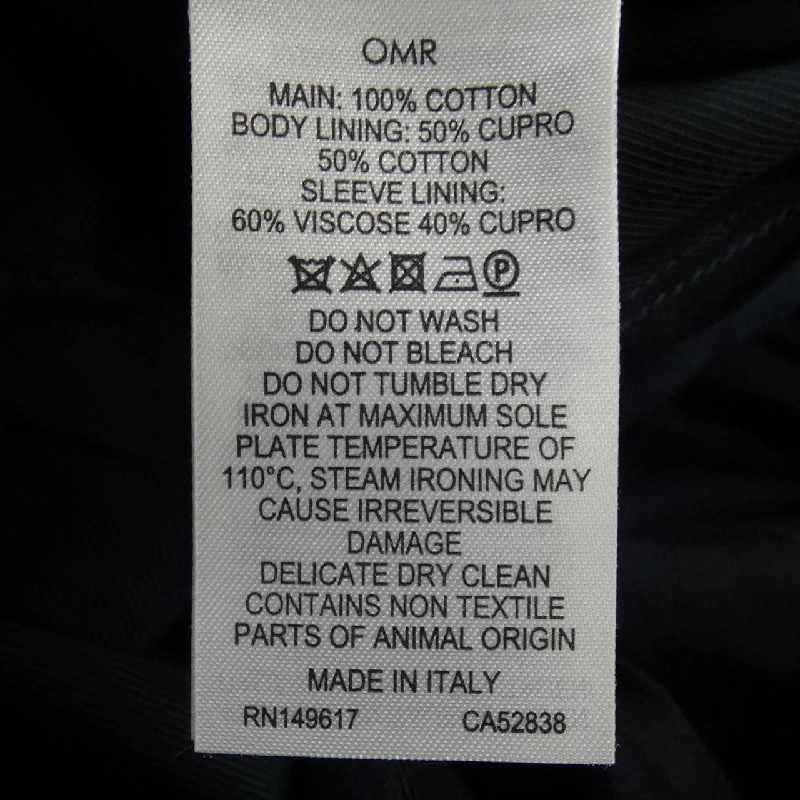 OMR
MAIN: 100% COTTON
BODY LINING: 50% CUPRO
50% COTTON
SLEEVE LINING:
60% VISCOSE 40% CUPRO
P
DO NOT WASH
DO NOT BLEACH
DO NOT TUMBLE DRY
IRON AT MAXIMUM SOLE
PLATE TEMPERATURE OF
110°C, STEAM IRONING MAY
CAUSE IRREVERSIBLE
DAMAGE
DELICATE DRY CLEAN
CONTAINS NON TEXTILE
PARTS OF ANIMAL ORIGIN
MADE IN ITALY
RN149617 CA52838